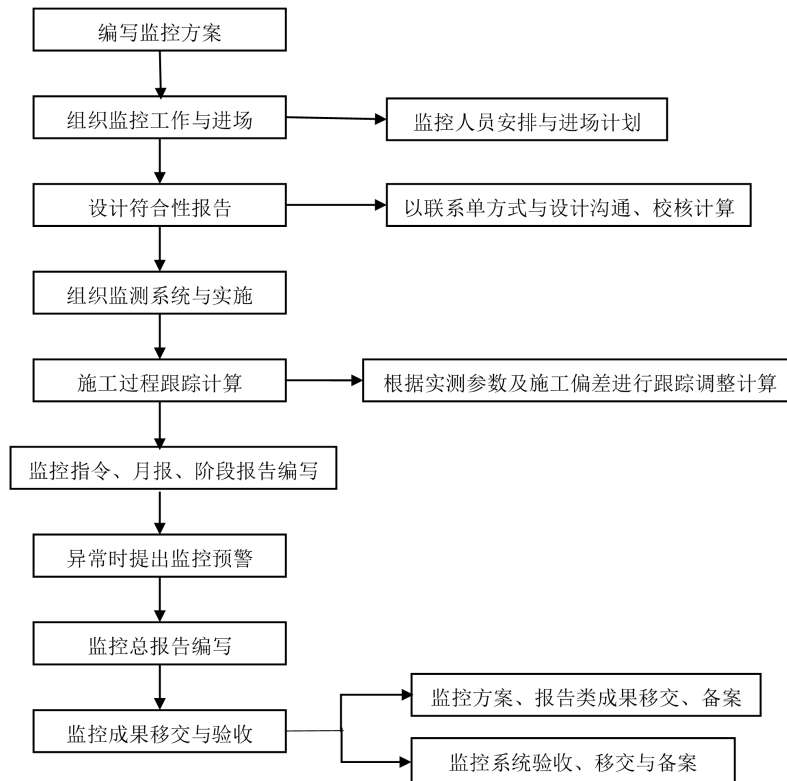 编写监控方案
组织监控工作与进场
监控人员安排与进场计划
设计符合性报告
以联系单方式与设计沟通、校核计算
组织监测系统与实施
施工过程跟踪计算
根据实测参数及施工偏差进行跟踪调整计算
监控指令、月报、阶段报告编写
异常时提出监控预警
监控总报告编写
监控方案、报告类成果移交、备案
监控成果移交与验收
监控系统验收、移交与备案